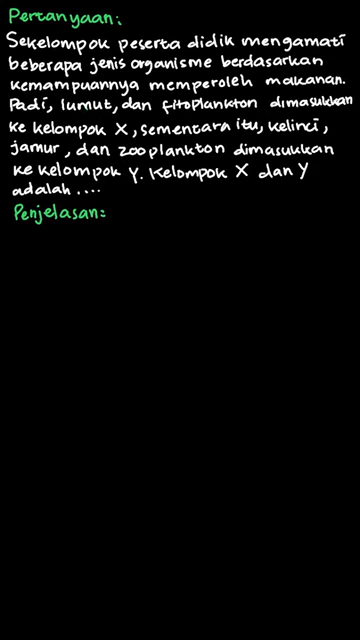 Pertanyaan:
Sekelompok peserta didik mengamati
beberapa jenis organisme berdasarkan
kemampuannya memperoleh makanan.
Padi, lumut, dan fitoplankton dimasukkan
ke kelompok X, sementara itu, kelinci,
jamur, dan zooplankton dimasukkan
ke kelompok Y. Kelompok X dan Y
adalah ....
Penjelasan: